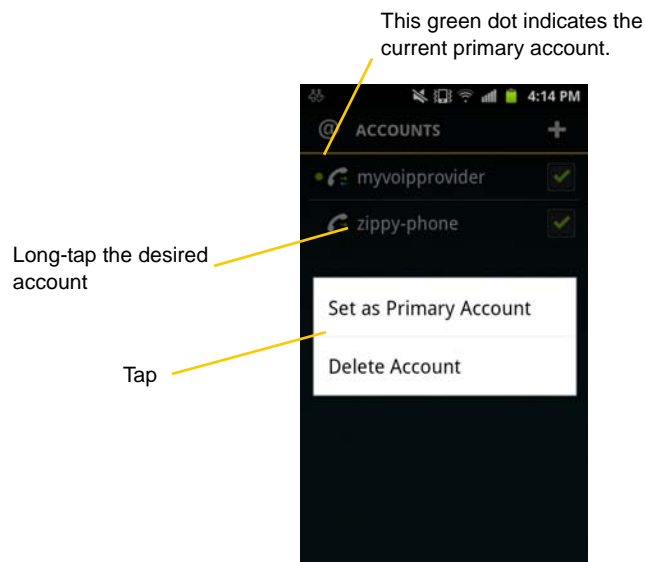 This green dot indicates the
current primary account.
4:14 PM
@ ACCOUNTS +
myvoipprovider
zippy-phone
Long-tap the desired
account
Set as Primary Account
Tap
Delete Account